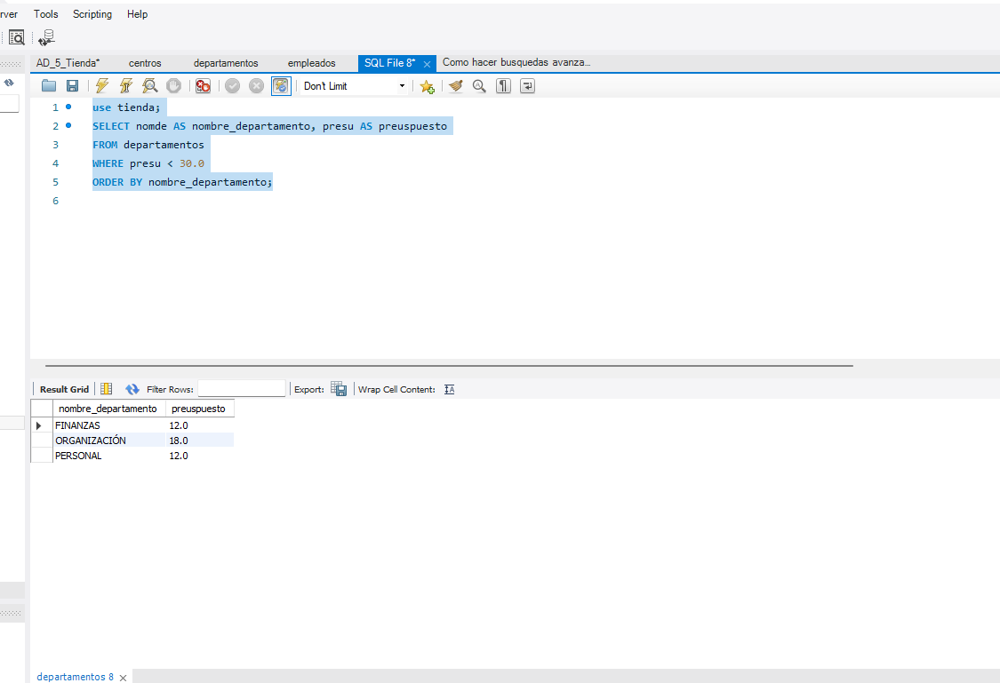 rver Tools Scripting Help
AD_5_Tienda* centros departamentos empleados SQL File 8* Como hacer busquedas avanza...
Don't Limit
1 use tienda;
2 SELECT nomde AS nombre_departamento, presu AS preuspuesto
3 FROM departamentos
4 WHERE presu < 30.0
5 ORDER BY nombre_departamento;
6
Result Grid Filter Rows: Export: Wrap Cell Content:
nombre_departamento preuspuesto
FINANZAS 12.0
ORGANIZACIÓN 18.0
PERSONAL 12.0
departamentos 8